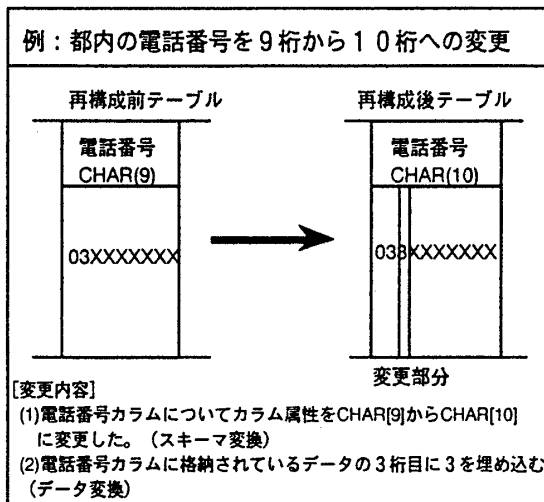 例：都内の電話番号を９桁から１０桁への変更
再構成前テーブル
電話番号
CHAR(9)
03XXXXXXX
再構成後テーブル
電話番号
CHAR(10)
033XXXXXXX
変更部分
[変更内容]
(1)電話番号カラムについてカラム属性をCHAR[9]からCHAR[10]
に変更した。（スキーマ変換）
(2)電話番号カラムに格納されているデータの３桁目に３を埋め込む
（データ変換）